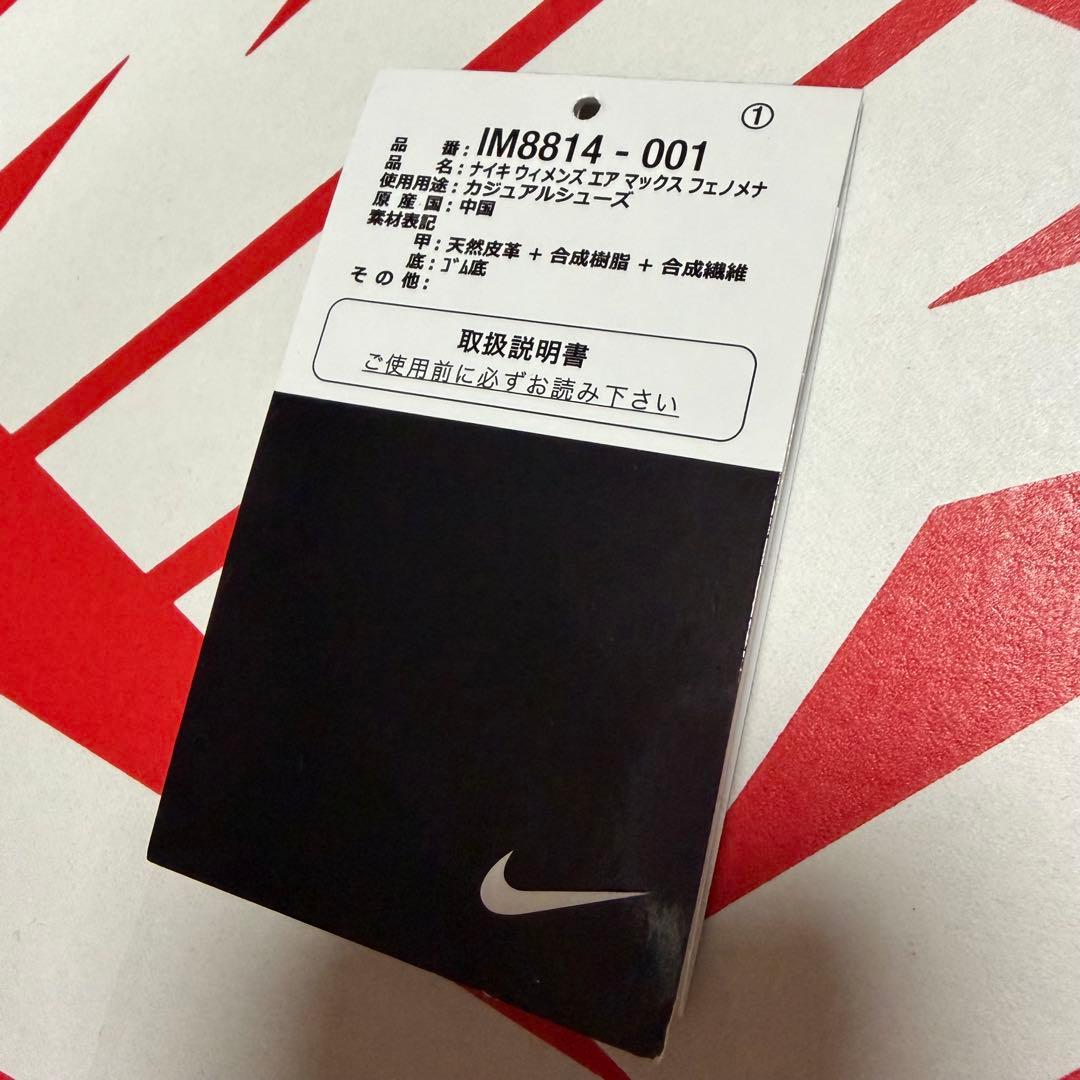 ①
品 番 : IM8814 - 001
品 名 : ナイキ ウィメンズ エア マックス フェノメナ
使用用途 : カジュアルシューズ
原 産 国 : 中国
素材表記
甲 : 天然皮革 + 合成樹脂 + 合成繊維
底 : ｺﾞﾑ底
そ の 他 :
取扱説明書
ご使用前に必ずお読み下さい